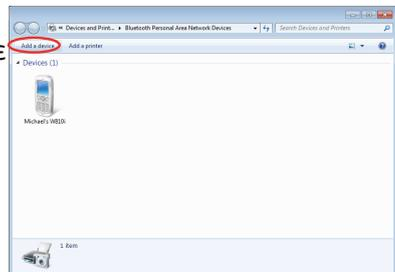 « Devices and Print... ▸ Bluetooth Personal Area Network Devices
Search Devices and Printers
Add a device
Add a printer
Devices (1)
Michael's W810i
1 item